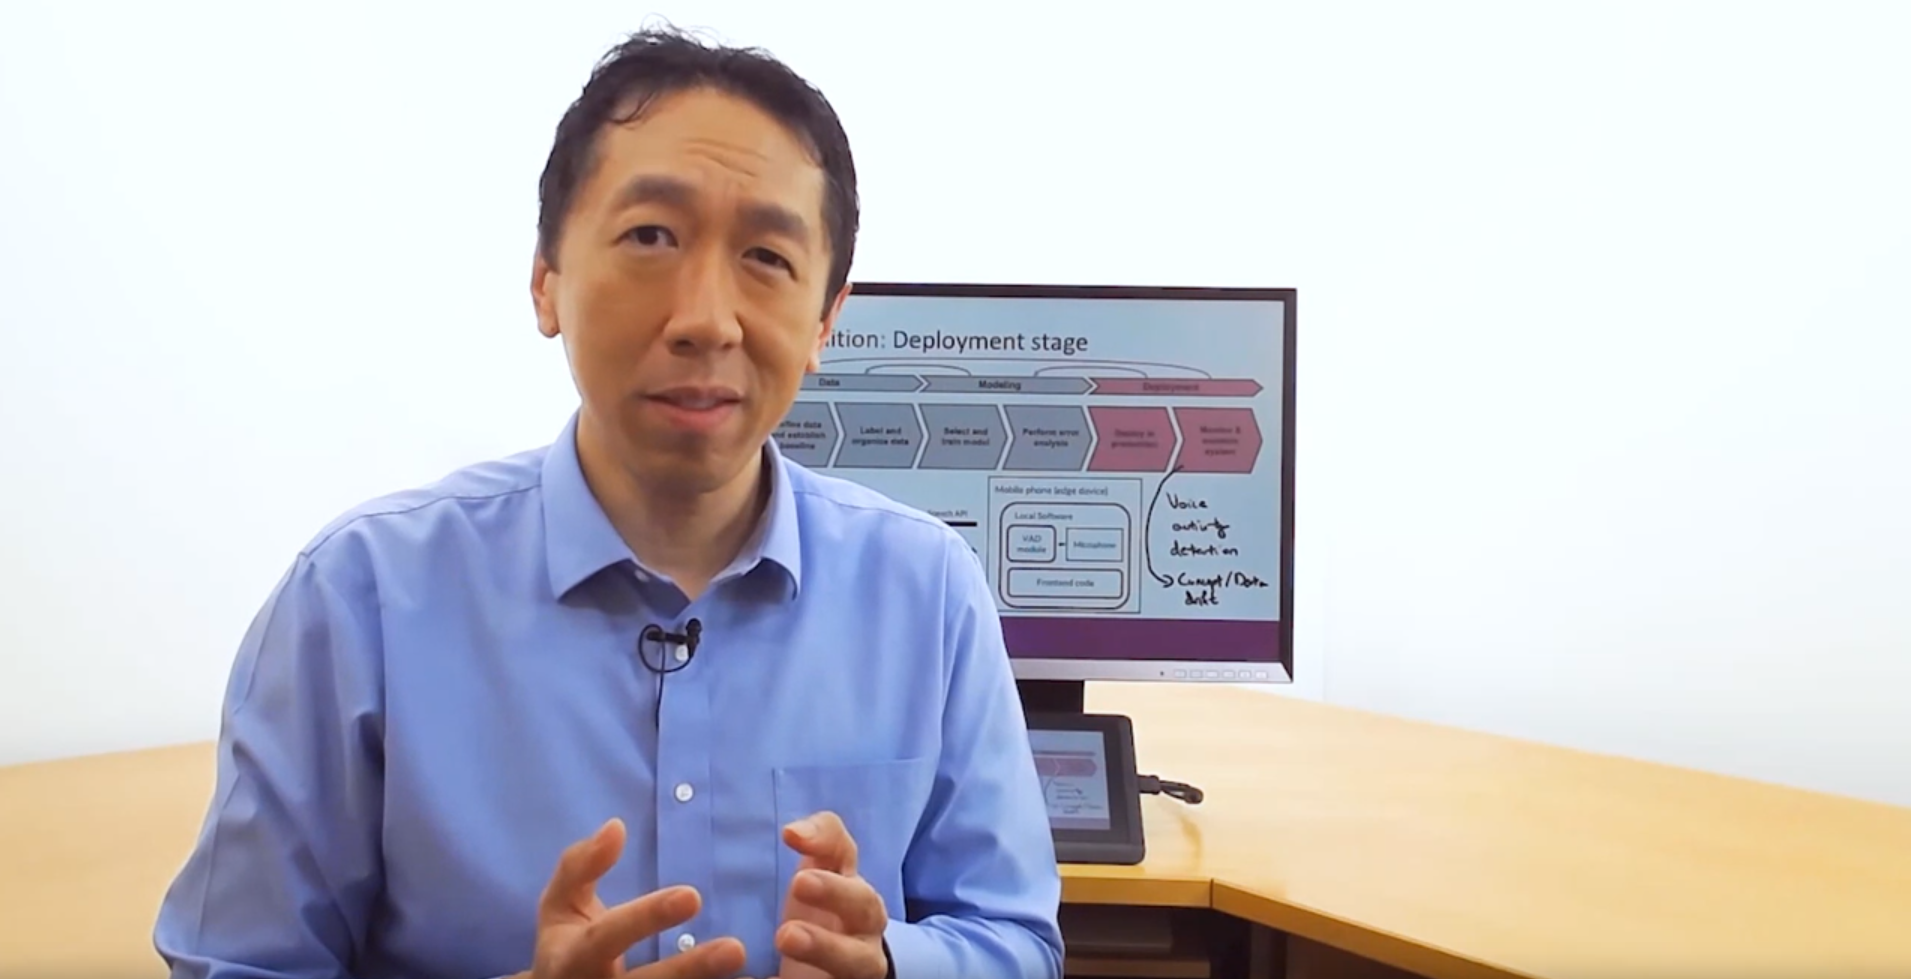 ition: Deployment stage
Data
Modeling
Deployment
fine data
nd establish
baseline
Label and
organize data
Select and
train model
Perform error
analysis
Deploy in
production
Monitor &
maintain
system
Mobile phone (edge device)
Local Software
VAD
module
Microphone
Frontend code
Speech API
Voice
activity
detection
Concept/Data
drift